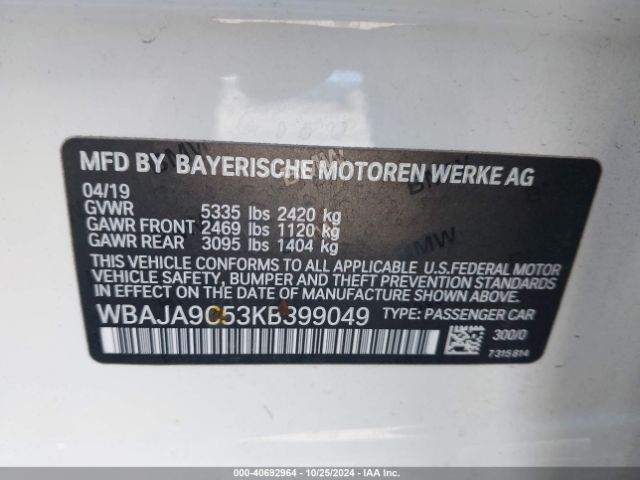 MFD BY BAYERISCHE MOTOREN WERKE AG
04/19
GVWR 5335 lbs 2420 kg
GAWR FRONT 2469 lbs 1120 kg
GAWR REAR 3095 lbs 1404 kg
THIS VEHICLE CONFORMS TO ALL APPLICABLE U.S.FEDERAL MOTOR
VEHICLE SAFETY, BUMPER, AND THEFT PREVENTION
STANDARDS IN EFFECT ON THE DATE OF MANUFACTURE SHOWN ABOVE.
WBAJA9C53KB399049 TYPE: PASSENGER CAR
300/0
7315814
000-40692964 - 10/25/2024 - IAAI.COM